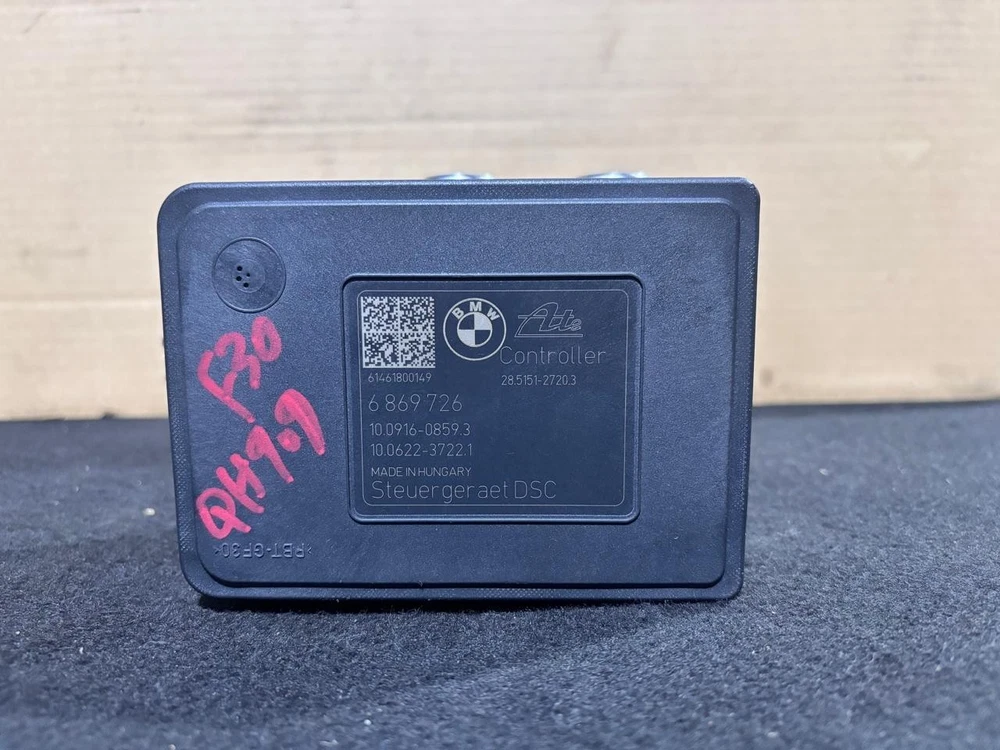 F30
QH9.9
BMW
Ate
Controller
61461800149
28.5151-2720.3
6 869 726
10.0916-0859.3
10.0622-3722.1
MADE IN HUNGARY
Steuergeraet DSC
>PBT-GF30<